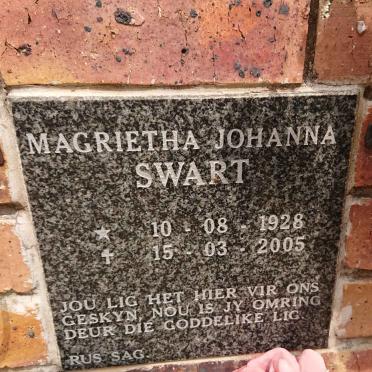 MAGRIETHA JOHANNA
SWART
10 - 08 - 1928
15 - 03 - 2005
JOU LIG HET HIER VIR ONS
GESKYN, NOU IS JY OMRING
DEUR DIE GODDELIKE LIG
RUS SAG.